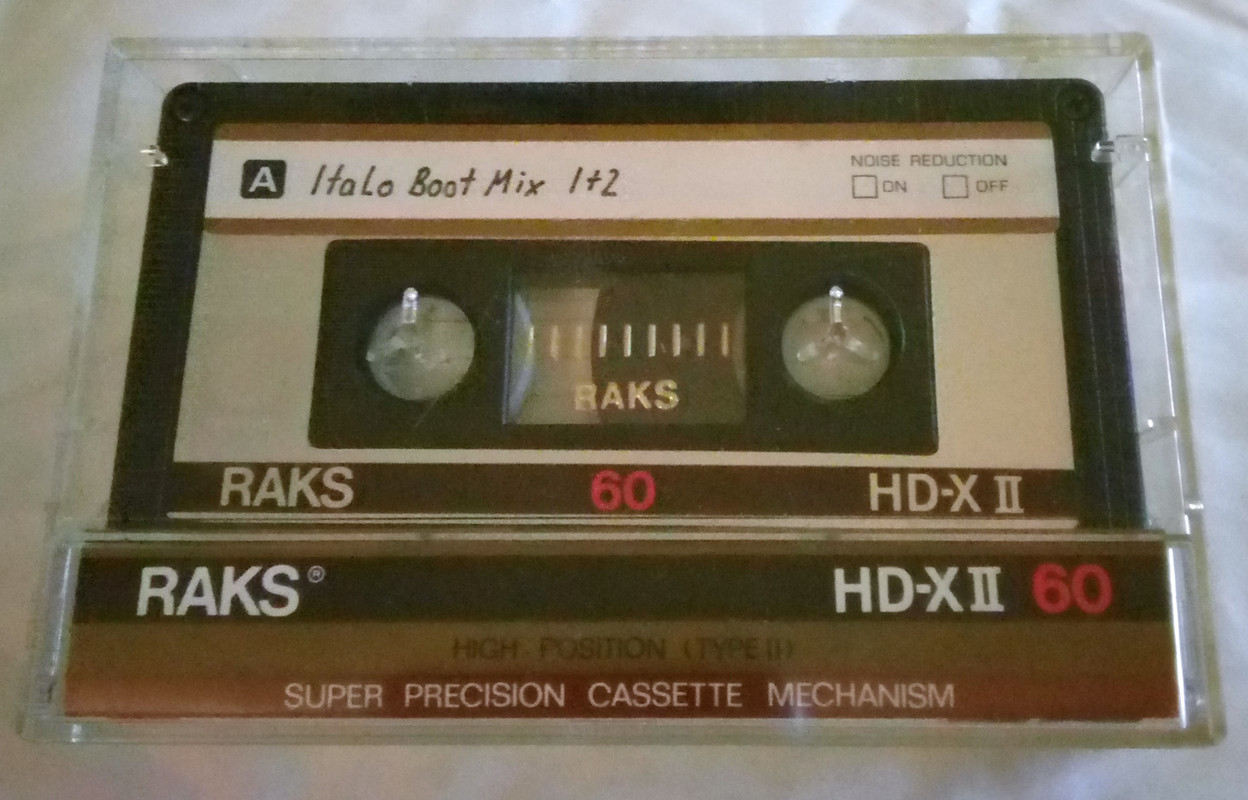 NOISE REDUCTION
A Italo Boot Mix 1+2 ON OFF
RAKS
RAKS 60 HD-X II
RAKS® HD-X II 60
HIGH POSITION (TYPE II)
SUPER PRECISION CASSETTE MECHANISM